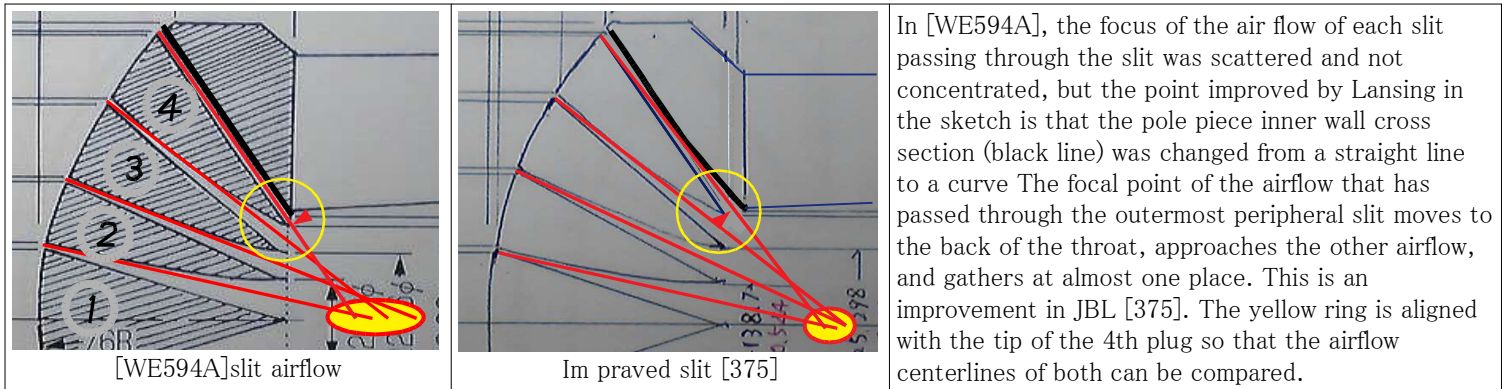 4
3
2
1
76R
[WE594A]slit airflow
Im praved slit [375]
In [WE594A], the focus of the air flow of each slit
passing through the slit was scattered and not
concentrated, but the point improved by Lansing in
the sketch is that the pole piece inner wall cross
section (black line) was changed from a straight line
to a curve The focal point of the airflow that has
passed through the outermost peripheral slit moves to
the back of the throat, approaches the other airflow,
and gathers at almost one place. This is an
improvement in JBL [375]. The yellow ring is aligned
with the tip of the 4th plug so that the airflow
centerlines of both can be compared.